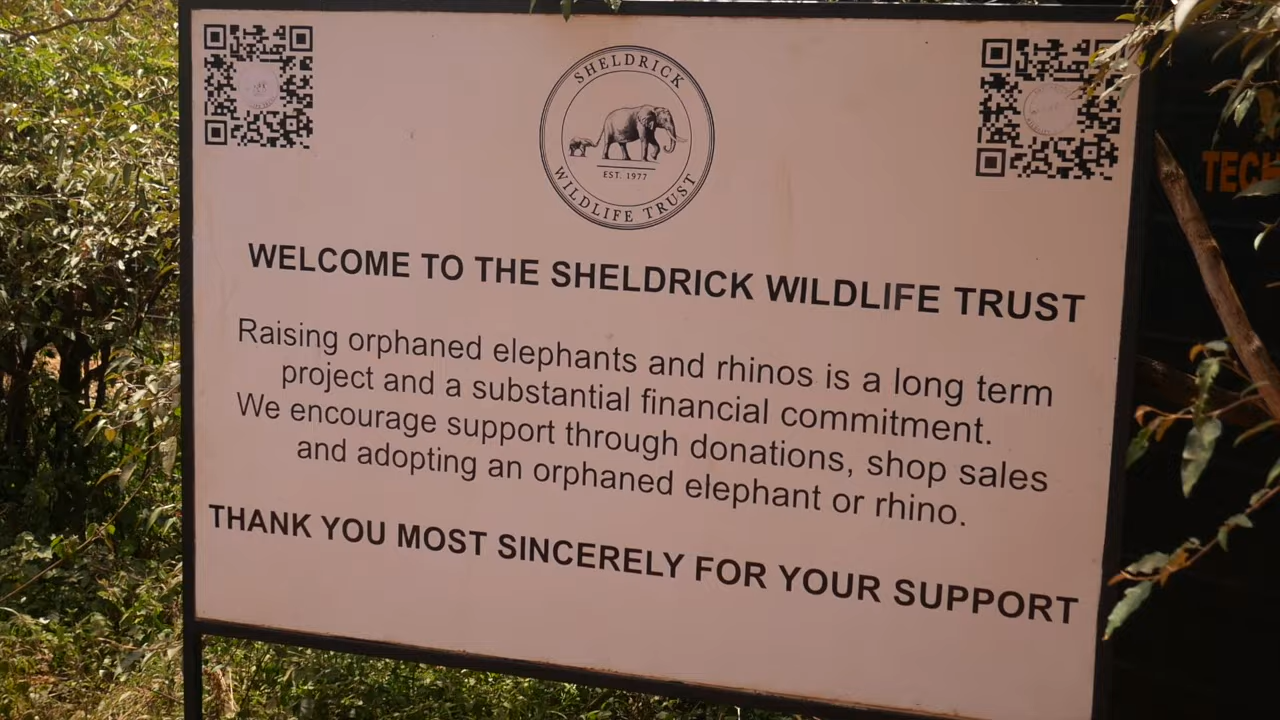 SHELDRICK
EST. 1977
WILDLIFE TRUST
WELCOME TO THE SHELDRICK WILDLIFE TRUST
Raising orphaned elephants and rhinos is a long term
project and a substantial financial commitment.
We encourage support through donations, shop sales
and adopting an orphaned elephant or rhino.
THANK YOU MOST SINCERELY FOR YOUR SUPPORT
TECH